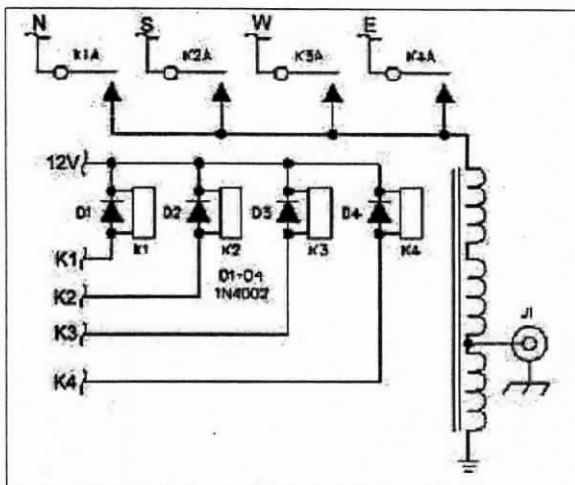 N S W E
K1A K2A K3A K4A
12V
D1 D2 D3 D4
K1 K2 K3 K4
K1
D1-D4
1N4002
K2
K3
K4
J1